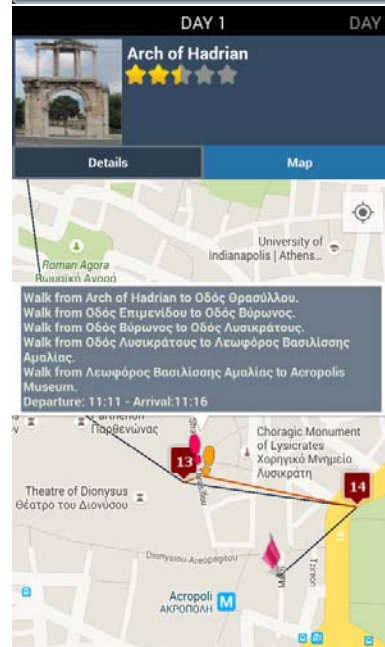 DAY 1
DAY
Arch of Hadrian
Details
Map
University of
Indianapolis | Athens...
Roman Agora
Ρωμαϊκή Αγορά
Walk from Arch of Hadrian to Οδός Θρασύλλου.
Walk from Οδός Επιμενίδου to Οδός Βύρωνος.
Walk from Οδός Βύρωνος to Οδός Λυσικράτους.
Walk from Οδός Λυσικράτους to Λεωφόρος Βασιλίσσης
Αμαλίας.
Walk from Λεωφόρος Βασιλίσσης Αμαλίας to Acropolis
Museum.
Departure: 11:11 - Arrival:11:16
Parthenon
Παρθενώνας
Choragic Monument
of Lysicrates
Χορηγικό Μνημείο
Λυσικράτη
13
14
Theatre of Dionysus
Θέατρο του Διονύσου
Dionysiou Areopagitou
Makri
Acropoli
ΑΚΡΟΠΟΛΗ
M